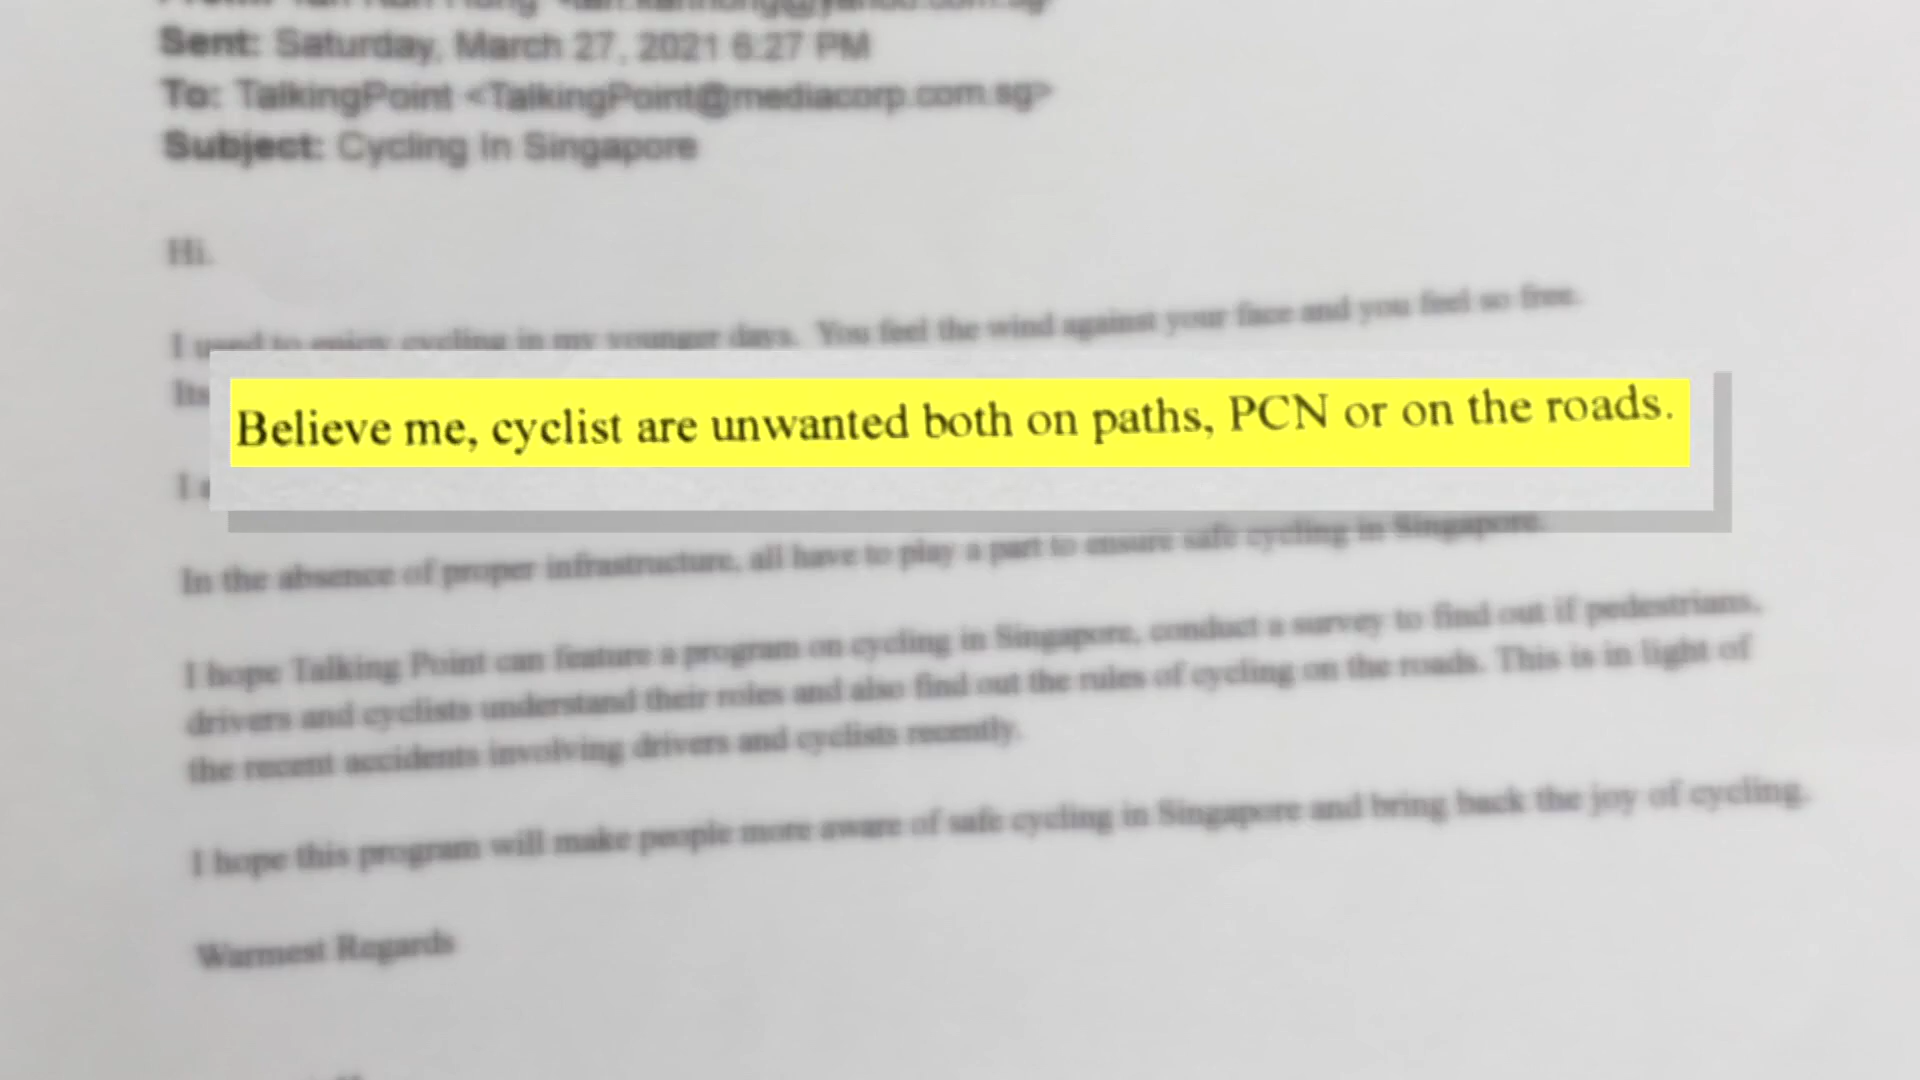 Sent: Saturday, March 27, 2021 6:27 PM
To: TalkingPoint <TalkingPoint@mediacorp.com.sg>
Subject: Cycling In Singapore
Hi.
I used to enjoy cycling in my younger days. You feel the wind against your face and you feel so free.
Its
Believe me, cyclist are unwanted both on paths, PCN or on the roads.
I
In the absence of proper infrastructure, all have to play a part to ensure safe cycling in Singapore.
I hope Talking Point can feature a program on cycling in Singapore, conduct a survey to find out if pedestrians,
drivers and cyclists understand their roles and also find out the rules of cycling on the roads. This is in light of
the recent accidents involving drivers and cyclists recently.
I hope this program will make people more aware of safe cycling in Singapore and bring back the joy of cycling.
Warmest Regards